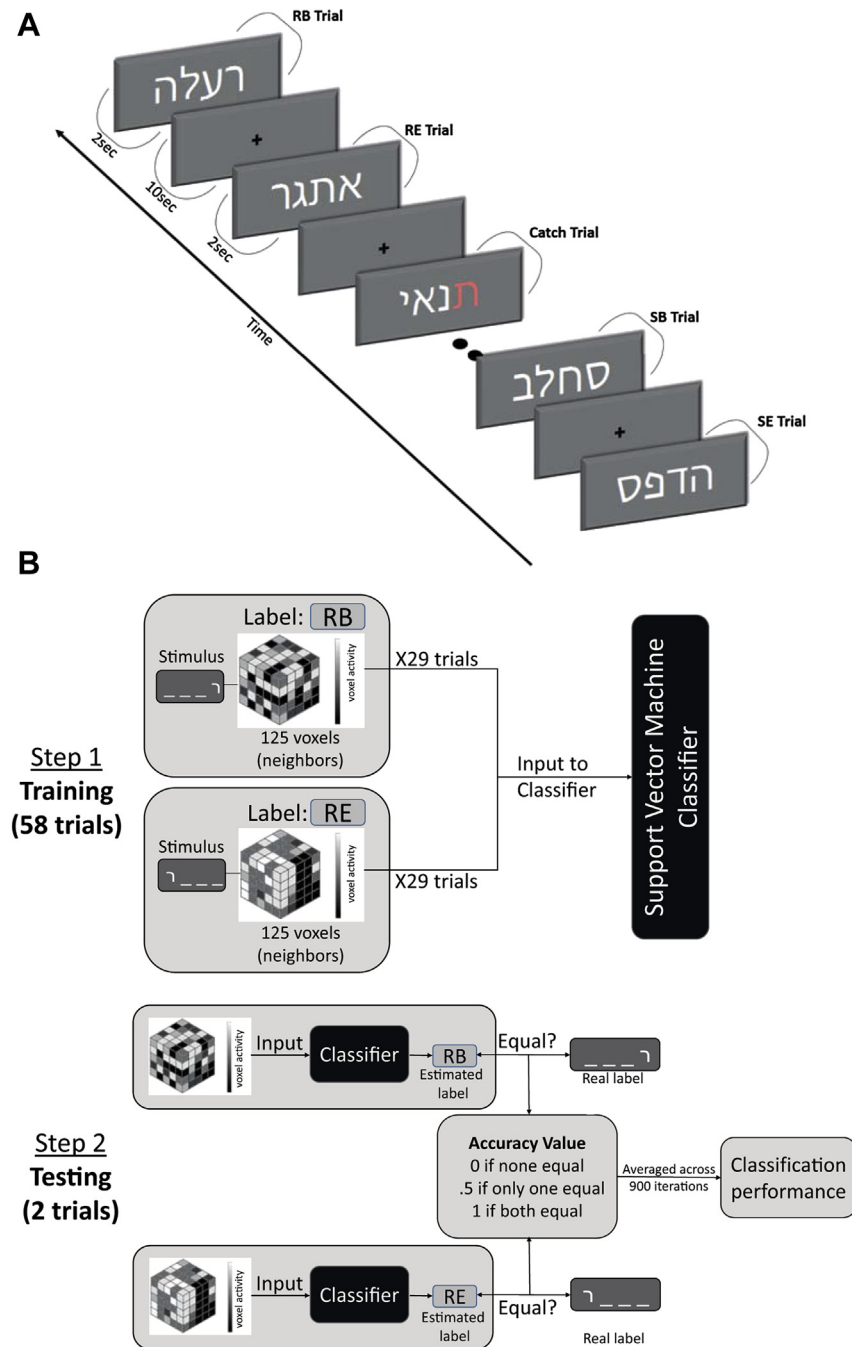 A
RB Trial
רעלה
2sec
RE Trial
10sec
אתגר
2sec
Catch Trial
תנאי
Time
SB Trial
סחלב
SE Trial
הדפס
B
Step 1
Training
(58 trials)
Label: RB
Stimulus
_ _ _ ר
voxel activity
125 voxels
(neighbors)
X29 trials
Label: RE
Stimulus
ר _ _ _
voxel activity
125 voxels
(neighbors)
X29 trials
Input to
Classifier
Support Vector Machine
Classifier
Step 2
Testing
(2 trials)
voxel activity
Input
Classifier
RB
Estimated
label
Equal?
_ _ _ ר
Real label
Accuracy Value
0 if none equal
.5 if only one equal
1 if both equal
Averaged across
900 iterations
Classification
performance
voxel activity
Input
Classifier
RE
Estimated
label
Equal?
ר _ _ _
Real label